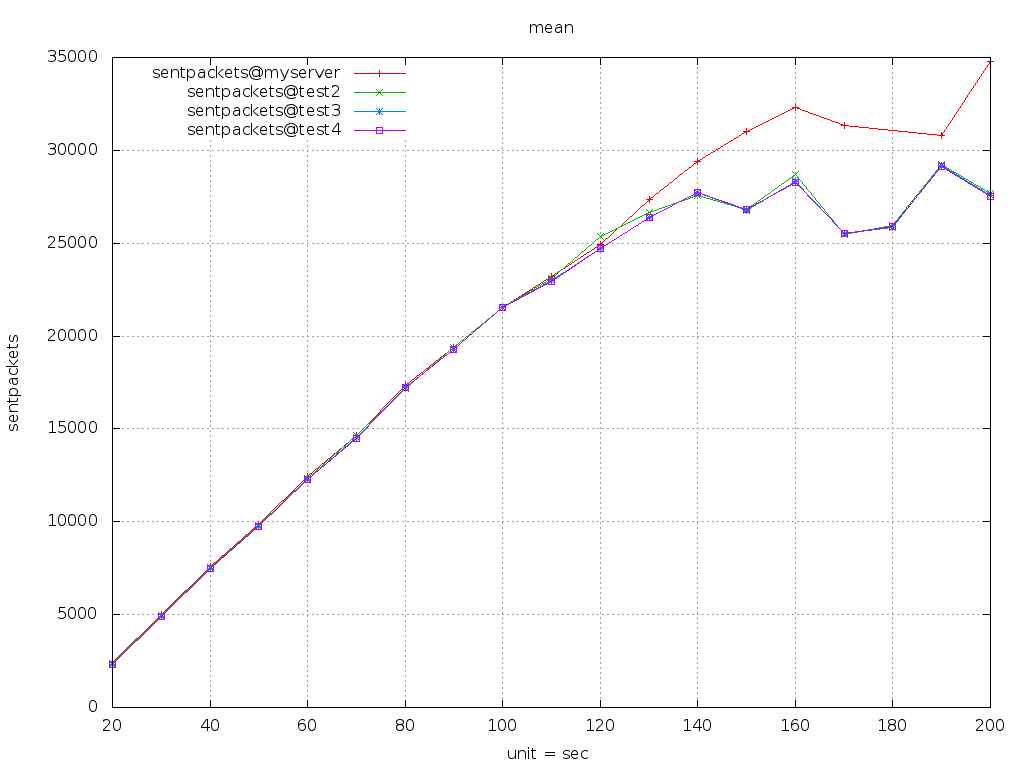 mean
35000
30000
25000
20000
15000
10000
5000
0
sentpackets@myserver
sentpackets@test2
sentpackets@test3
sentpackets@test4
sentpackets
20 40 60 80 100 120 140 160 180 200
unit = sec